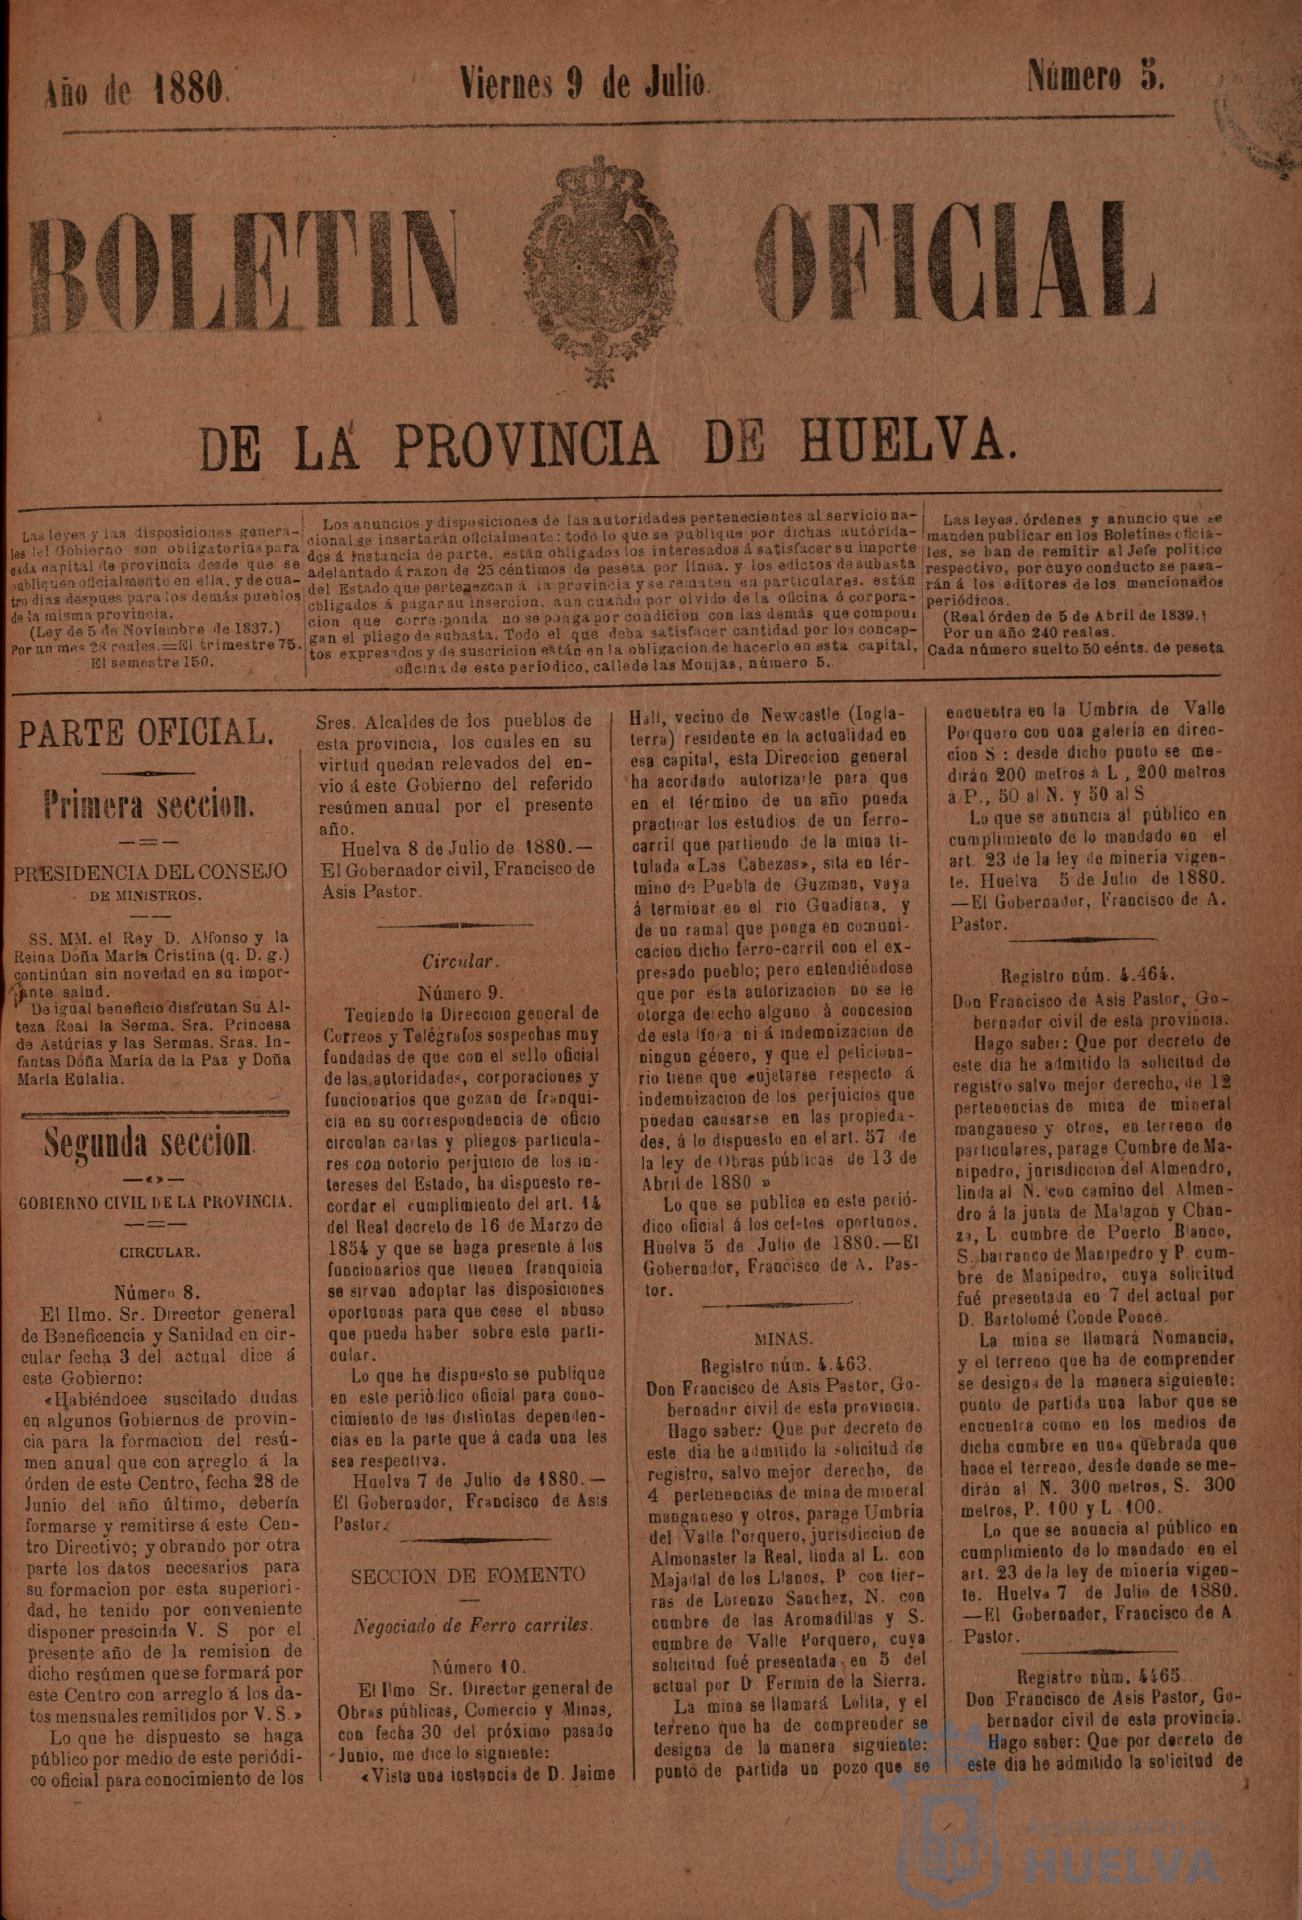 Año de 1880.
Viernes 9 de Julio.
Número 5.
BOLETIN OFICIAL
DE LA PROVINCIA DE HUELVA.
Las leyes y las disposiciones genera-
les del Gobierno son obligatorias para
cada capital de provincia desde que se
publiquen oficialmente en ella, y de cua-
tro dias despues para los demás pueblos
de la misma provincia.
(Ley de 5 de Noviembre de 1837.)
Por un mes 28 reales.=El trimestre 75.
El semestre 150.
Los anuncios y disposiciones de las autoridades pertenecientes al servicio na-
cional se insertarán oficialmente: todo lo que se publique por dichas autorida-
dos á instancia de parte, están obligados los interesados á satisfacer su importe
adelantado á razon de 25 céntimos de peseta por linea. y los edictos de subasta
del Estado que pertenezcan á la provincia y se rematen en particulares. están
obligados á pagar su insercion, aun cuando por olvido de la oficina ó corpora-
cion que corresponda no se ponga por condicion con las demás que compon
gan el pliego de subasta. Todo el que deba satisfacer cantidad por los concep-
tos expresados y de suscricion están en la obligacion de hacerlo en esta capital,
oficina de este periodico, calle de las Monjas, número 5.
Las leyes, órdenes y anuncio que se
manden publicar en los Boletines oficia-
les, se ban de remitir al Jefe politico
respectivo, por cuyo conducto se pasa-
rán á los editores de los mencionados
periódicos.
(Real órden de 5 de Abril de 1839.)
Por un año 240 reales.
Cada número suelto 50 cénts. de peseta
PARTE OFICIAL.
Primera seccion.
PRESIDENCIA DEL CONSEJO
DE MINISTROS.
SS. MM. el Rey D. Alfonso y la
Reina Doña María Cristina (q. D. g.)
continúan sin novedad en su impor-
tante salud.
De igual beneficio disfrutan Su Al-
teza Real la Serma. Sra. Princesa
de Astúrias y las Sermas. Sras. In-
fantas Doña María de la Paz y Doña
María Eulalia.
Segunda seccion.
—«»—
GOBIERNO CIVIL DE LA PROVINCIA.
CIRCULAR.
Número 8.
El Ilmo. Sr. Director general
de Beneficencia y Sanidad en cir-
cular fecha 3 del actual dice á
este Gobierno:
«Habiéndoee suscitado dudas
en algunos Gobiernos de provin-
cia para la formacion del resú-
men anual que con arreglo á la
órden de este Centro, fecha 28 de
Junio del año último, debería
formarse y remitirse á este Cen-
tro Directivo; y obrando por otra
parte los datos necesarios para
su formacion por esta superiori-
dad, he tenido por conveniente
disponer prescinda V. S por el
presente año de la remision de
dicho resúmen que se formará por
este Centro con arreglo á los da-
tos mensuales remitidos por V. S.»
Lo que he dispuesto se haga
público por medio de este periódi-
co oficial para conocimiento de los
Sres. Alcaldes de los pueblos de
esta provincia, los cuales en su
virtud quedan relevados del en-
vio á este Gobierno del referido
resúmen anual por el presente
año.
Huelva 8 de Julio de 1880.—
El Gobernador civil, Francisco de
Asis Pastor.
Circular.
Número 9.
Teniendo la Direccion general de
Correos y Telégrafos sospechas muy
fundadas de que con el sello oficial
de las autoridades, corporaciones y
funcionarios que gozan de franqui-
cia en su correspondencia de oficio
circulan cartas y pliegos particula-
res con notorio perjuicio de los in-
tereses del Estado, ha dispuesto re-
cordar el cumplimiento del art. 14
del Real decreto de 16 de Marzo de
1854 y que se haga presente á los
funcionarios que tienen franquicia
se sirvan adoptar las disposiciones
oportunas para que cese el abuso
que pueda haber sobre este parti-
cular.
Lo que he dispuesto se publique
en este periódico oficial para cono-
cimiento de las distintas dependen-
cias en la parte que á cada una les
sea respectiva.
Huelva 7 de Julio de 1880.—
El Gobernador, Francisco de Asis
Pastor.
SECCION DE FOMENTO
Negociado de Ferro carriles.
Número 10.
El Ilmo. Sr. Director general de
Obras públicas, Comercio y Minas,
con fecha 30 del próximo pasado
Junio, me dice lo siguiente:
«Vista una instancia de D. Jaime
Hall, vecino de Newcastle (Ingla-
terra) residente en la actualidad en
esa capital, esta Direccion general
ha acordado autorizarle para que
en el término de un año pueda
practicar los estudios de un ferro-
carril que partiendo de la mina ti-
tulada «Las Cabezas», sita en tér-
mino de Puebla de Guzman, vaya
á terminar en el rio Guadiana, y
de un ramal que ponga en comuni-
cacion dicho ferro-carril con el ex-
presado pueblo; pero entendiéndose
que por esta autorizacion no se le
otorga derecho alguno á concesion
de esta línea ni á indemnizacion de
ningun género, y que el peticiona-
rio tiene que sujetarse respecto á
indemnizacion de los perjuicios que
puedan causarse en las propieda-
des, á lo dispuesto en el art. 57 de
la ley de Obras públicas de 13 de
Abril de 1880 »
Lo que se publica en este perió-
dico oficial á los cefetos oportunos.
Huelva 5 de Julio de 1880.—El
Gobernador, Francisco de A. Pas-
tor.
MINAS.
Registro núm. 4.463.
Don Francisco de Asis Pastor, Go-
bernador civil de esta provincia.
Hago saber: Que por decreto de
este dia he admitido la solicitud de
registro, salvo mejor derecho, de
4 pertenencias de mina de mineral
manganeso y otros, parage Umbria
del Valle Porquero, jurisdiccion de
Almonaster la Real, linda al L. con
Majadal de los Llanos, P. con tier-
ras de Lorenzo Sanchez, N. con
cumbre de las Aromadillas y S.
cumbre de Valle Porquero, cuya
solicitud fué presentada en 5 del
actual por D. Fermin de la Sierra.
La mina se llamará Lolita, y el
terreno que ha de comprender se
designa de la manera siguiente:
punto de partida un pozo que se
encuentra en la Umbria de Valle
Porquero con una galería en direc-
cion S : desde dicho punto se me-
dirán 200 metros á L , 200 metros
á P., 50 al N. y 50 al S
Lo que se anuncia al público en
cumplimiento de lo mandado en el
art. 23 de la ley de mineria vigen-
te. Huelva 5 de Julio de 1880.
—El Gobernador, Francisco de A.
Pastor.
Registro núm. 4.464.
Don Francisco de Asis Pastor, Go-
bernador civil de esta provincia.
Hago saber: Que por decreto de
este dia he admitido la solicitud de
registro salvo mejor derecho, de 12
pertenencias de mina de mineral
manganeso y otros, en terreno de
particulares, parage Cumbre de Ma-
nipedro, jurisdiccion del Almendro,
linda al N. con camino del Almen-
dro á la junta de Malagon y Chan-
za, L cumbre de Puerto Blanco,
S. barranco de Manipedro y P. cum-
bre de Manipedro, cuya solicitud
fué presentada en 7 del actual por
D. Bartolomé Conde Ponce.
La mina se llamará Numancia,
y el terreno que ha de comprender
se designa de la manera siguiente:
punto de partida una labor que se
encuentra como en los medios de
dicha cumbre en una quebrada que
hace el terreno, desde donde se me-
dirán al N. 300 metros, S. 300
metros, P. 100 y L 100.
Lo que se anuncia al público en
cumplimiento de lo mandado en el
art. 23 de la ley de minería vigen-
te. Huelva 7 de Julio de 1880.
—El Gobernador, Francisco de A
Pastor.
Registro núm. 4465.
Don Francisco de Asis Pastor, Go-
bernador civil de esta provincia.
Hago saber: Que por decreto de
este dia he admitido la solicitud de
Ayuntamiento de
HUELVA